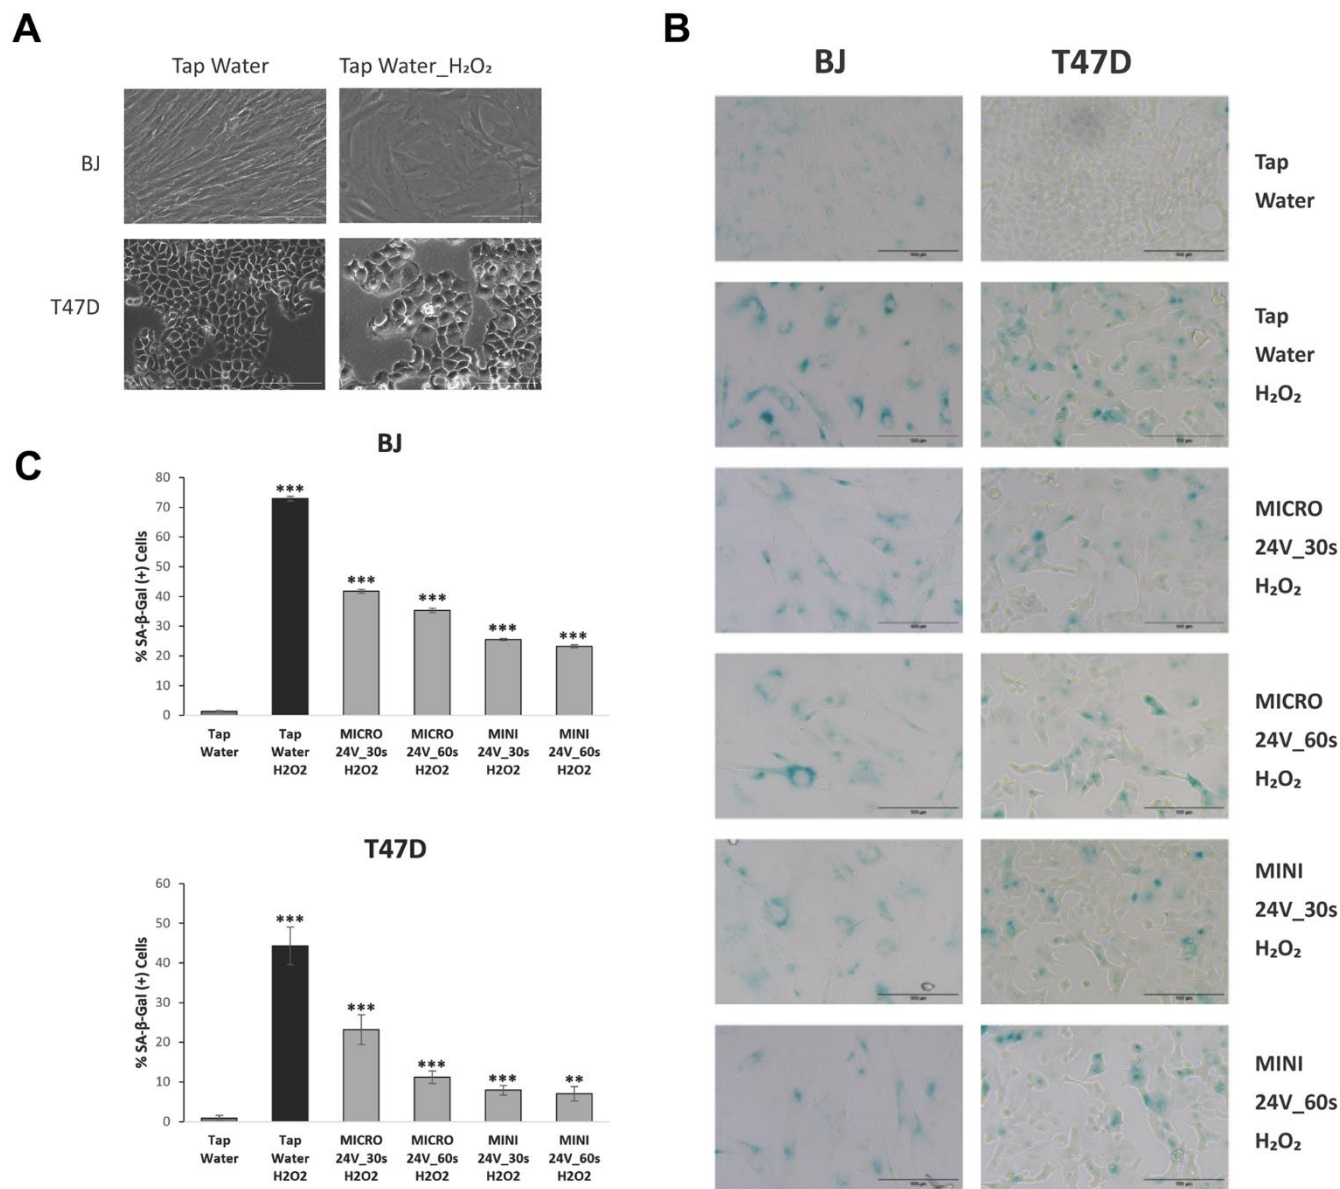 A
Tap Water
Tap Water_H₂O₂
BJ
T47D
B
BJ
T47D
Tap
Water
Tap
Water
H₂O₂
MICRO
24V_30s
H₂O₂
MICRO
24V_60s
H₂O₂
MINI
24V_30s
H₂O₂
MINI
24V_60s
H₂O₂
C
BJ
% SA-β-Gal (+) Cells
80
70
60
50
40
30
20
10
0
***
***
***
***
***
Tap
Water
Tap
Water
H2O2
MICRO
24V_30s
H2O2
MICRO
24V_60s
H2O2
MINI
24V_30s
H2O2
MINI
24V_60s
H2O2
T47D
% SA-β-Gal (+) Cells
60
50
40
30
20
10
0
***
***
***
***
**
Tap
Water
Tap
Water
H2O2
MICRO
24V_30s
H2O2
MICRO
24V_60s
H2O2
MINI
24V_30s
H2O2
MINI
24V_60s
H2O2